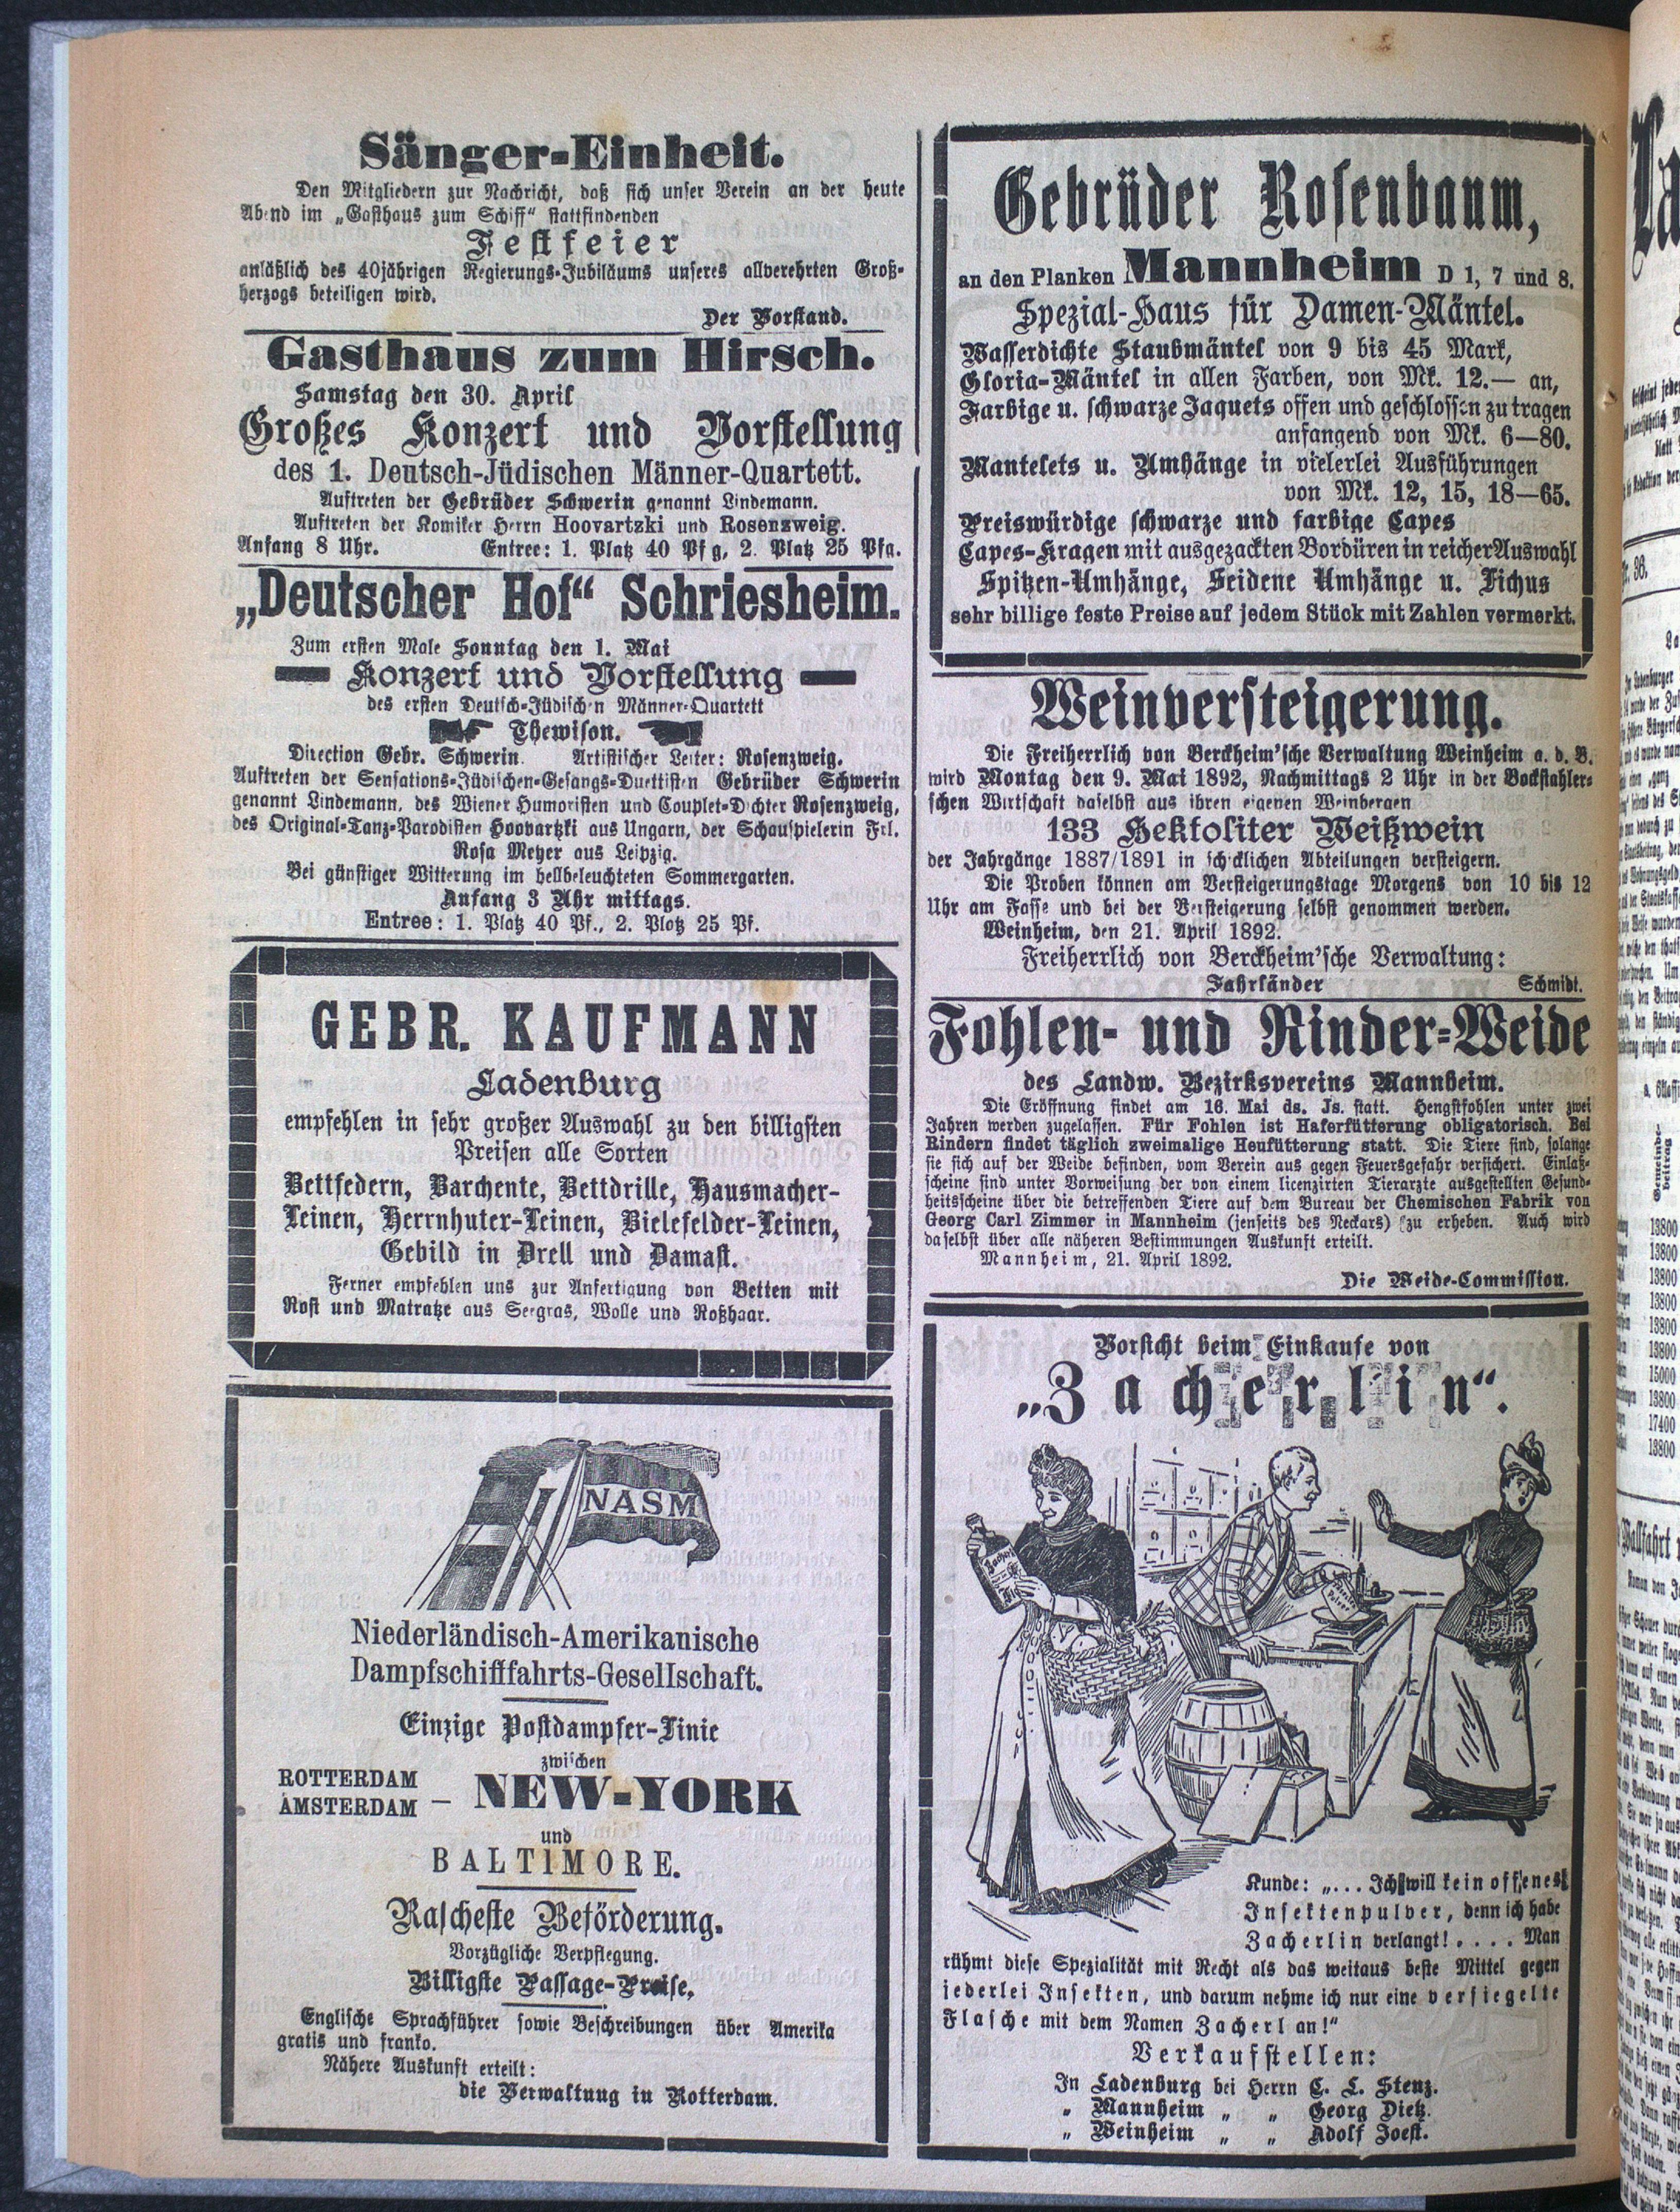 Sänger-Einheit.
Den Mitgliedern zur Nachricht, daß sich unser Verein an der heute
Abend im „Gasthaus zum Schiff“ stattfindenden
Festfeier
anläßlich des 40jährigen Regierungs-Jubiläums unseres allverehrten Groß-
herzogs beteiligen wird.
Der Vorstand.
Gasthaus zum Hirsch.
Samstag den 30. April
Großes Konzert und Vorstellung
des 1. Deutsch-Jüdischen Männer-Quartett.
Auftreten der Gebrüder Schwerin genannt Lindemann.
Auftreten der Komiker Herrn Hoovartzki und Rosenzweig.
Anfang 8 Uhr. Entree: 1. Platz 40 Pfg, 2. Platz 25 Pfg.
„Deutscher Hof“ Schriesheim.
Zum ersten Male Sonntag den 1. Mai
Konzert und Vorstellung
des ersten Deutsch-Jüdischen Männer-Quartett
Thewison.
Direction Gebr. Schwerin. Artistischer Leiter: Rosenzweig.
Auftreten der Sensations-Jüdischen-Gesangs-Duettisten Gebrüder Schwerin
genannt Lindemann, des Wiener Humoristen und Couplet-Dichter Rosenzweig,
des Original-Tanz-Parodisten Hoovartzki aus Ungarn, der Schauspielerin Frl.
Rosa Meyer aus Leipzig.
Bei günstiger Witterung im hellbeleuchteten Sommergarten.
Anfang 3 Uhr mittags.
Entree: 1. Platz 40 Pf., 2. Platz 25 Pf.
GEBR. KAUFMANN
Ladenburg
empfehlen in sehr großer Auswahl zu den billigsten
Preisen alle Sorten
Bettfedern, Barchente, Bettdrille, Hausmacher-
Leinen, Herrnhuter-Leinen, Bielefelder-Leinen,
Gebild in Drell und Damast.
Ferner empfehlen uns zur Anfertigung von Betten mit
Rost und Matratze aus Seegras, Wolle und Roßhaar.
NASM
Niederländisch-Amerikanische
Dampfschifffahrts-Gesellschaft.
Einzige Postdampfer-Linie
zwischen
ROTTERDAM
AMSTERDAM – NEW-YORK
und
BALTIMORE.
Rascheste Beförderung.
Vorzügliche Verpflegung.
Billigste Passage-Preise.
Englische Sprachführer sowie Beschreibungen über Amerika
gratis und franko.
Nähere Auskunft erteilt:
die Verwaltung in Rotterdam.
Gebrüder Rosenbaum,
an den Planken Mannheim D 1, 7 und 8.
Spezial-Haus für Damen-Mäntel.
Wasserdichte Staubmäntel von 9 bis 45 Mark,
Gloria-Mäntel in allen Farben, von Mk. 12.— an,
Farbige u. schwarze Jaquets offen und geschlossen zu tragen
anfangend von Mk. 6—80.
Mantelets u. Umhänge in vielerlei Ausführungen
von Mk. 12, 15, 18—65.
Preiswürdige schwarze und farbige Capes
Capes-Kragen mit ausgezackten Bordüren in reicher Auswahl
Spitzen-Umhänge, Seidene Umhänge u. Fichus
sehr billige feste Preise auf jedem Stück mit Zahlen vermerkt.
Weinversteigerung.
Die Freiherrlich von Berckheim'sche Verwaltung Weinheim a. d. B.
wird Montag den 9. Mai 1892, Nachmittags 2 Uhr in der Bockstahler-
schen Wirtschaft daselbst aus ihren eigenen Weinbergen
133 Hektoliter Weißwein
der Jahrgänge 1887/1891 in schicklichen Abteilungen versteigern.
Die Proben können am Versteigerungstage Morgens von 10 bis 12
Uhr am Fasse und bei der Versteigerung selbst genommen werden.
Weinheim, den 21. April 1892.
Freiherrlich von Berckheim'sche Verwaltung:
Fahrländer Schmidt.
Fohlen- und Rinder-Weide
des Landw. Bezirksvereins Mannheim.
Die Eröffnung findet am 16. Mai ds. Js. statt. Hengstfohlen unter zwei
Jahren werden zugelassen. Für Fohlen ist Haferfütterung obligatorisch. Bei
Rindern findet täglich zweimalige Heufütterung statt. Die Tiere sind, solange
sie sich auf der Weide befinden, vom Verein aus gegen Feuersgefahr versichert. Einlaß-
scheine sind unter Vorweisung der von einem licenzirten Tierarzte ausgestellten Gesund-
heitsscheine über die betreffenden Tiere auf dem Bureau der Chemischen Fabrik von
Georg Carl Zimmer in Mannheim (jenseits des Neckars) zu erheben. Auch wird
daselbst über alle näheren Bestimmungen Auskunft erteilt.
Mannheim, 21. April 1892.
Die Weide-Commission.
Vorsicht beim Einkaufe von
„Zacherlin“.
Kunde: „... Ich will kein offenes
Insektenpulver, denn ich habe
Zacherlin verlangt! .... Man
rühmt diese Spezialität mit Recht als das weitaus beste Mittel gegen
jederlei Insekten, und darum nehme ich nur eine versiegelte
Flasche mit dem Namen Zacherl an!“
Verkaufstellen:
In Ladenburg bei Herrn C. L. Stenz.
„ Mannheim „ „ Georg Dietz.
„ Weinheim „ „ Adolf Joest.
13800
13800
13800
13800
13800
13800
15000
13800
17400
13800